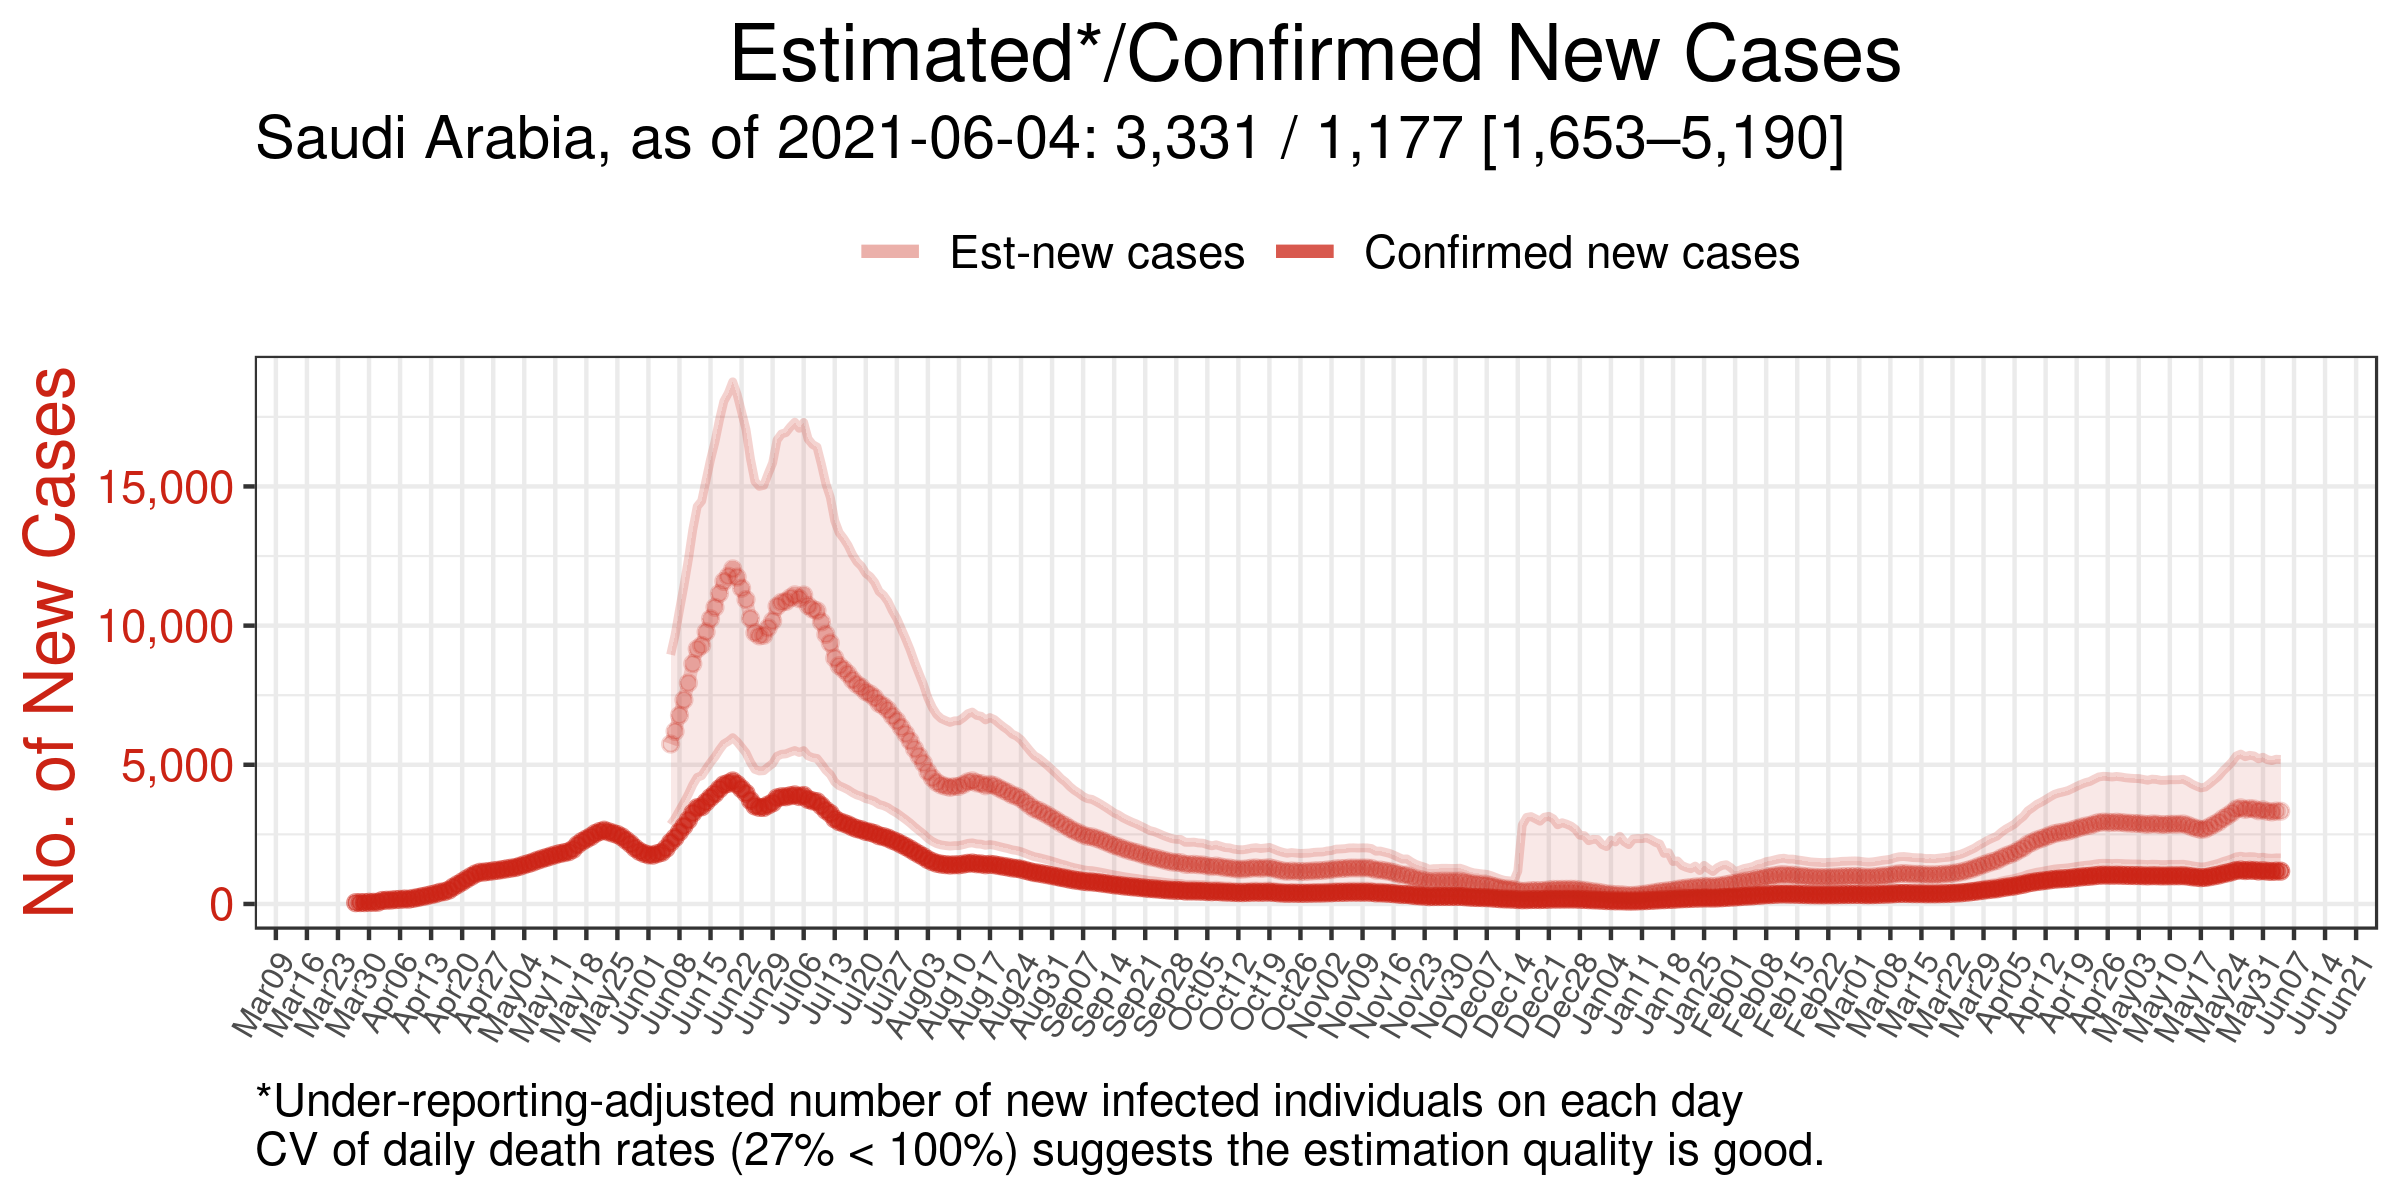 Estimated*/Confirmed New Cases
Saudi Arabia, as of 2021-06-04: 3,331 / 1,177 [1,653–5,190]
Est-new cases
Confirmed new cases
No. of New Cases
15,000
10,000
5,000
0
Mar09
Mar16
Mar23
Mar30
Apr06
Apr13
Apr20
Apr27
May04
May11
May18
May25
Jun01
Jun08
Jun15
Jun22
Jun29
Jul06
Jul13
Jul20
Jul27
Aug03
Aug10
Aug17
Aug24
Aug31
Sep07
Sep14
Sep21
Sep28
Oct05
Oct12
Oct19
Oct26
Nov02
Nov09
Nov16
Nov23
Nov30
Dec07
Dec14
Dec21
Dec28
Jan04
Jan11
Jan18
Jan25
Feb01
Feb08
Feb15
Feb22
Mar01
Mar08
Mar15
Mar22
Mar29
Apr05
Apr12
Apr19
Apr26
May03
May10
May17
May24
May31
Jun07
Jun14
Jun21
*Under-reporting-adjusted number of new infected individuals on each day
CV of daily death rates (27% < 100%) suggests the estimation quality is good.